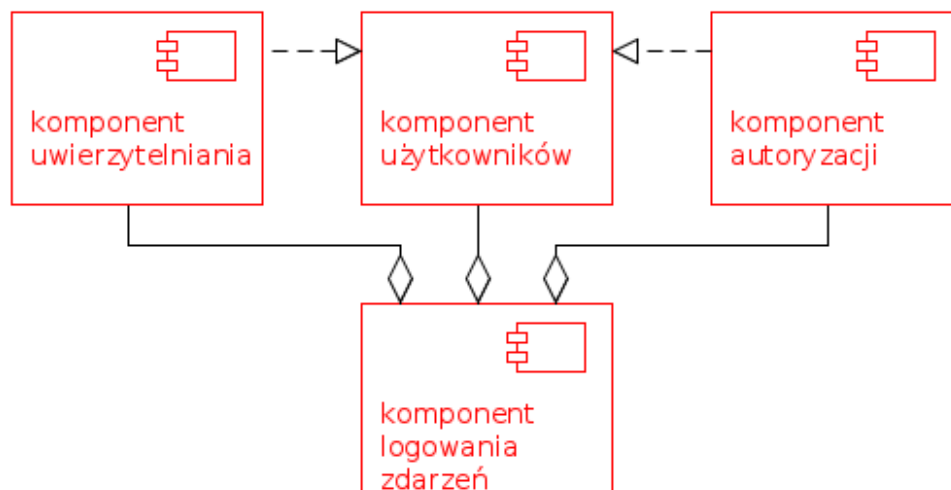 komponent
uwierzytelniania
komponent
użytkowników
komponent
autoryzacji
komponent
logowania
zdarzeń